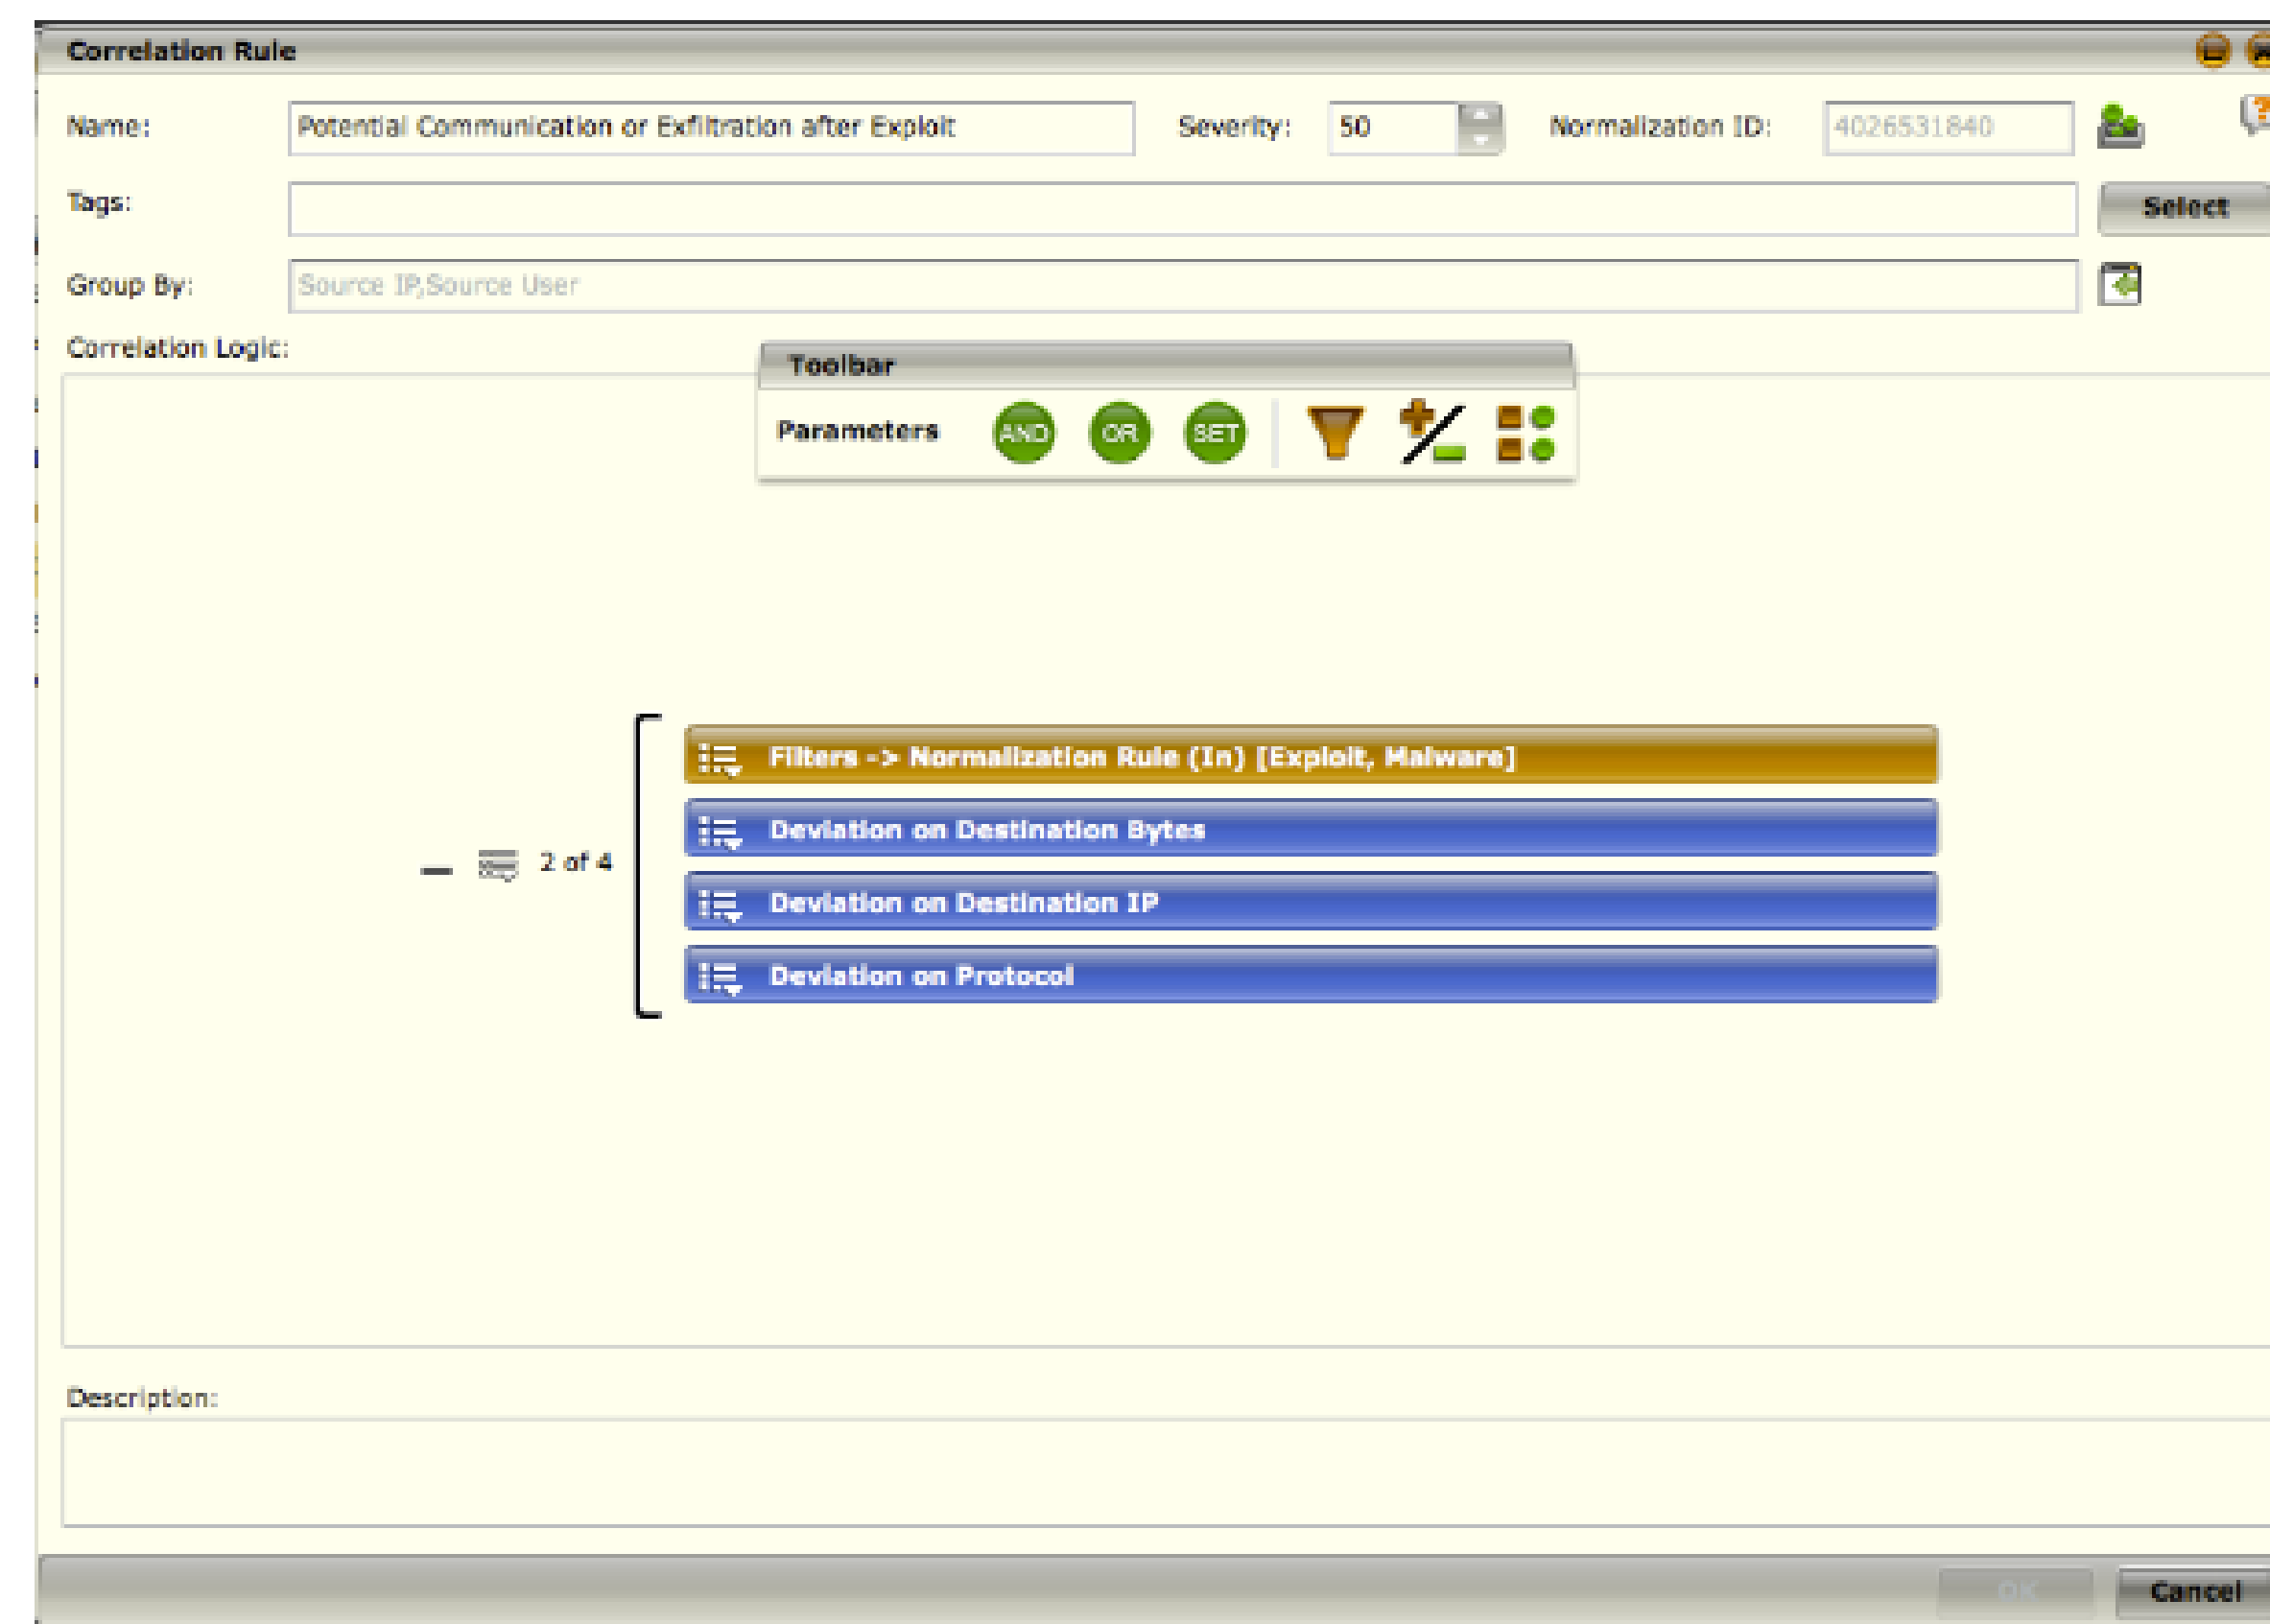 Correlation Rule
Name: Potential Communication or Exfiltration after Exploit Severity: 50 Normalization ID: 4026531840
Tags: Select
Group By: Source IP,Source User
Correlation Logic:
Toolbar
Parameters AND OR SET
Filters -> Normalization Rule (In) [Exploit, Malware]
Deviation on Destination Bytes
2 of 4
Deviation on Destination IP
Deviation on Protocol
Description:
OK Cancel